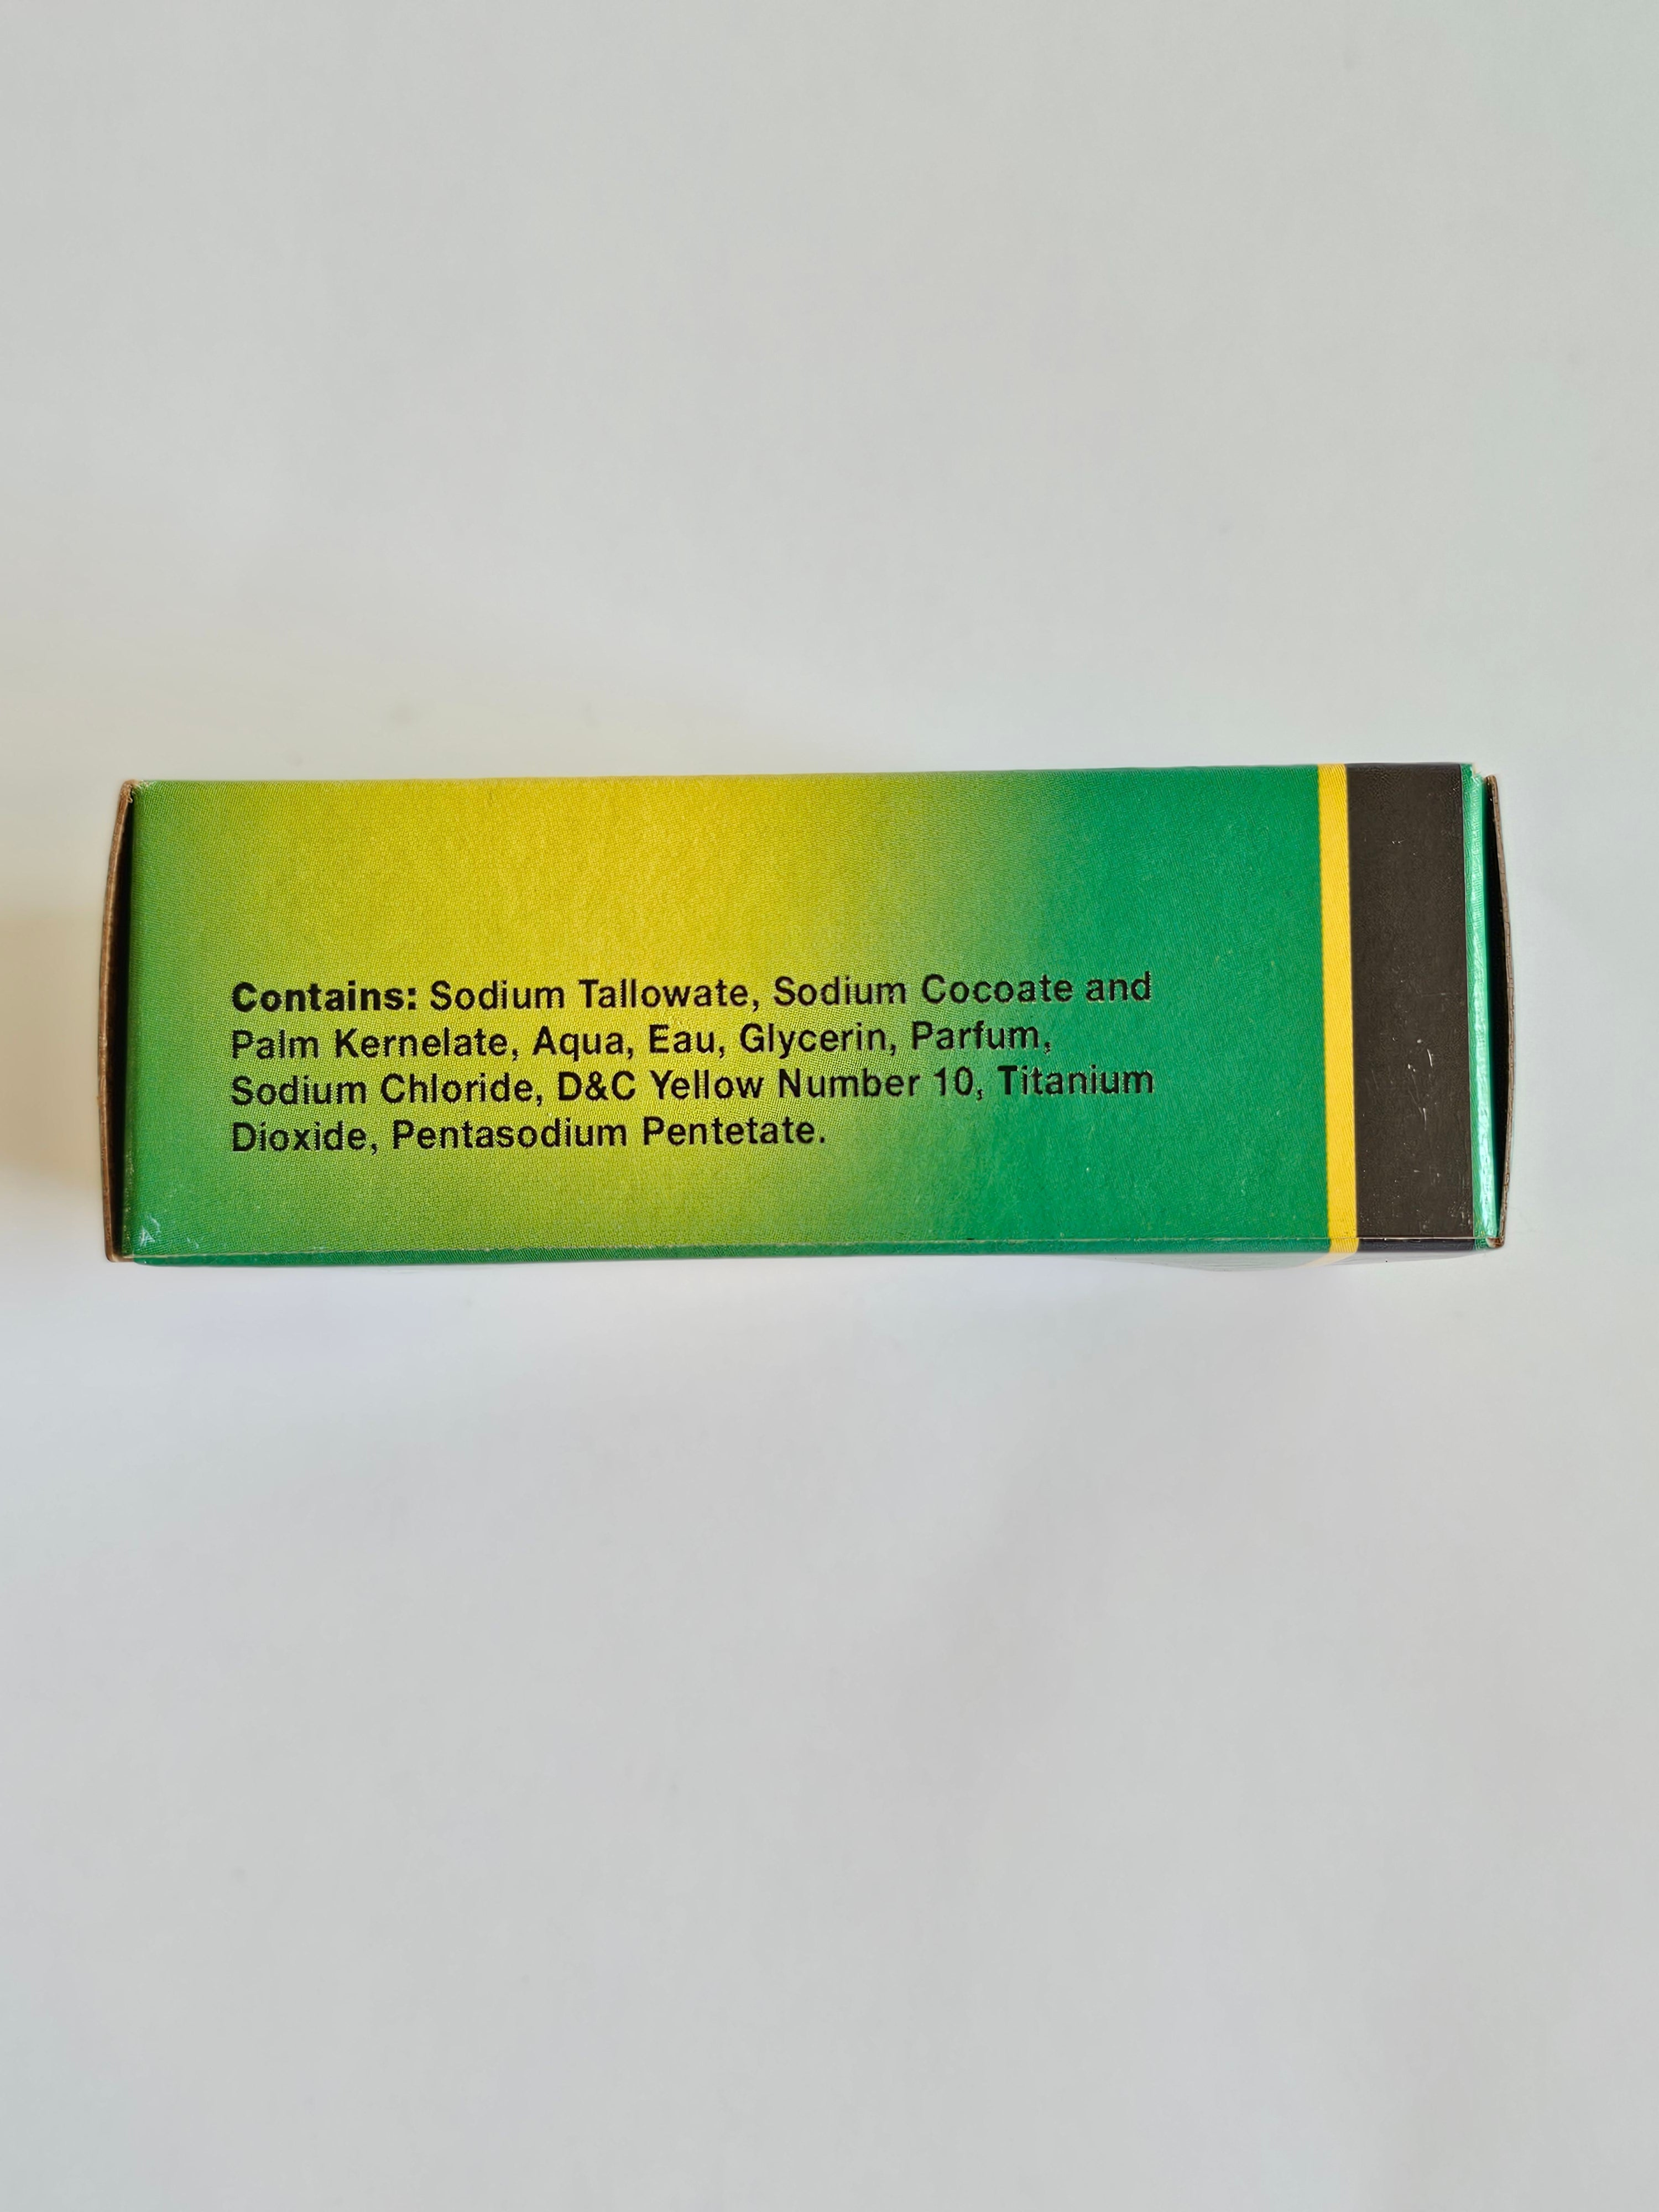 Contains: Sodium Tallowate, Sodium Cocoate and
Palm Kernelate, Aqua, Eau, Glycerin, Parfum,
Sodium Chloride, D&C Yellow Number 10, Titanium
Dioxide, Pentasodium Pentetate.